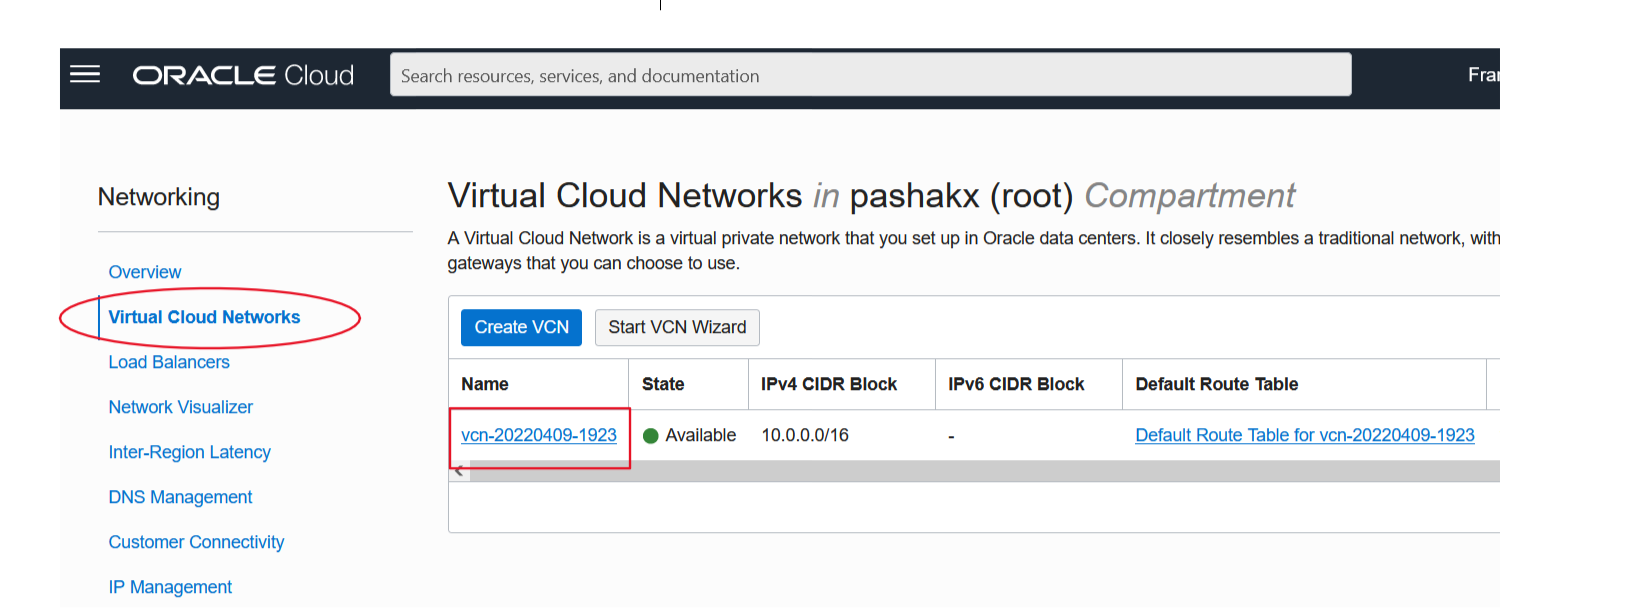 ORACLE Cloud
Search resources, services, and documentation
Networking
Overview
Virtual Cloud Networks
Load Balancers
Network Visualizer
Inter-Region Latency
DNS Management
Customer Connectivity
IP Management
Virtual Cloud Networks in pashakx (root) Compartment
A Virtual Cloud Network is a virtual private network that you set up in Oracle data centers. It closely resembles a traditional network, with
gateways that you can choose to use.
Create VCN Start VCN Wizard
Name State IPv4 CIDR Block IPv6 CIDR Block Default Route Table
vcn-20220409-1923 Available 10.0.0.0/16 - Default Route Table for vcn-20220409-1923